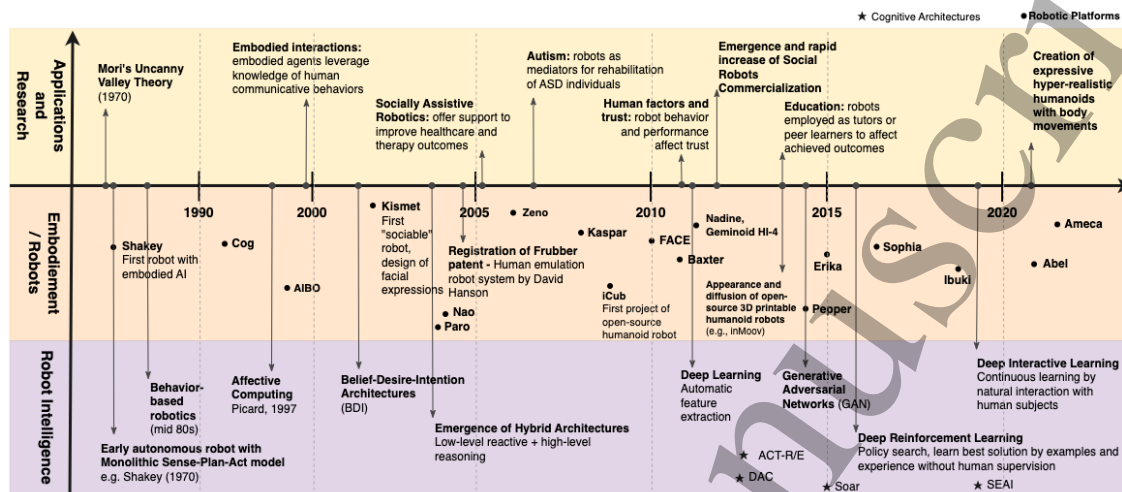 ★ Cognitive Architectures
● Robotic Platforms
Applications
and
Research
Mori's Uncanny
Valley Theory
(1970)
Embodied interactions:
embodied agents leverage
knowledge of human
communicative behaviors
Socially Assistive
Robotics: offer support to
improve healthcare and
therapy outcomes
Autism: robots as
mediators for rehabilitation
of ASD individuals
Human factors and
trust: robot behavior
and performance
affect trust
Emergence and rapid
increase of Social
Robots
Commercialization
Education: robots
employed as tutors or
peer learners to affect
achieved outcomes
Creation of
expressive
hyper-realistic
humanoids
with body
movements
1990
2000
2005
2010
2015
2020
Embodiement
/ Robots
Shakey
First robot with
embodied AI
Cog
AIBO
Kismet
First
"sociable"
robot,
design of
facial
expressions
Registration of Frubber
patent - Human emulation
robot system by David
Hanson
Nao
Paro
Zeno
Kaspar
iCub
First project of
open-source
humanoid robot
FACE
Nadine,
Geminoid HI-4
Baxter
Appearance and
diffusion of open-
source 3D printable
humanoid robots
(e.g., inMoov)
Erika
Pepper
Sophia
Ibuki
Ameca
Abel
Robot Intelligence
Early autonomous robot with
Monolithic Sense-Plan-Act model
e.g. Shakey (1970)
Behavior-
based
robotics
(mid 80s)
Affective
Computing
Picard, 1997
Belief-Desire-Intention
Architectures
(BDI)
Emergence of Hybrid Architectures
Low-level reactive + high-level
reasoning
Deep Learning
Automatic
feature
extraction
Generative
Adversarial
Networks (GAN)
Deep Reinforcement Learning
Policy search, learn best solution by examples and
experience without human supervision
Deep Interactive Learning
Continuous learning by
natural interaction with
human subjects
ACT-R/E
DAC
Soar
SEAI
nuscri